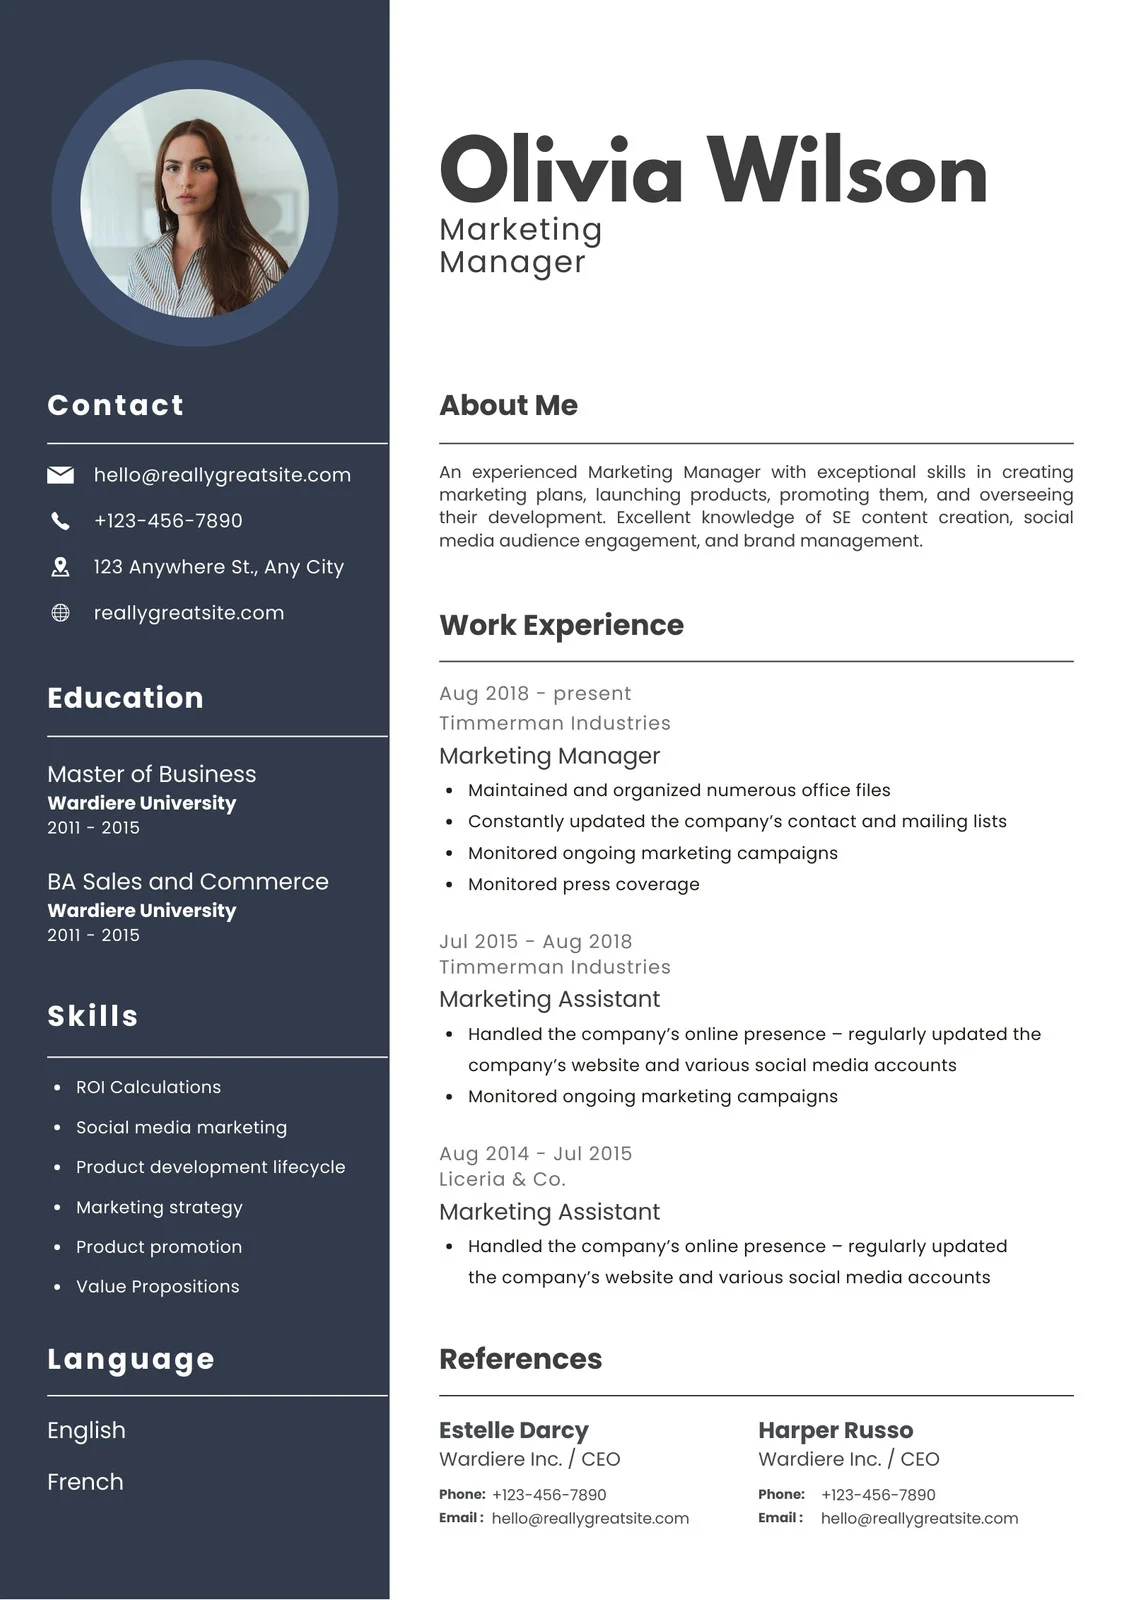 Olivia Wilson
Marketing
Manager
Contact
hello@reallygreatsite.com
+123-456-7890
123 Anywhere St., Any City
reallygreatsite.com
Education
Master of Business
Wardiere University
2011 - 2015
BA Sales and Commerce
Wardiere University
2011 - 2015
Skills
• ROI Calculations
• Social media marketing
• Product development lifecycle
• Marketing strategy
• Product promotion
• Value Propositions
Language
English
French
About Me
An experienced Marketing Manager with exceptional skills in creating
marketing plans, launching products, promoting them, and overseeing
their development. Excellent knowledge of SE content creation, social
media audience engagement, and brand management.
Work Experience
Aug 2018 - present
Timmerman Industries
Marketing Manager
• Maintained and organized numerous office files
• Constantly updated the company’s contact and mailing lists
• Monitored ongoing marketing campaigns
• Monitored press coverage
Jul 2015 - Aug 2018
Timmerman Industries
Marketing Assistant
• Handled the company’s online presence – regularly updated the
company’s website and various social media accounts
• Monitored ongoing marketing campaigns
Aug 2014 - Jul 2015
Liceria & Co.
Marketing Assistant
• Handled the company’s online presence – regularly updated
the company’s website and various social media accounts
References
Estelle Darcy
Wardiere Inc. / CEO
Phone: +123-456-7890
Email : hello@reallygreatsite.com
Harper Russo
Wardiere Inc. / CEO
Phone: +123-456-7890
Email : hello@reallygreatsite.com